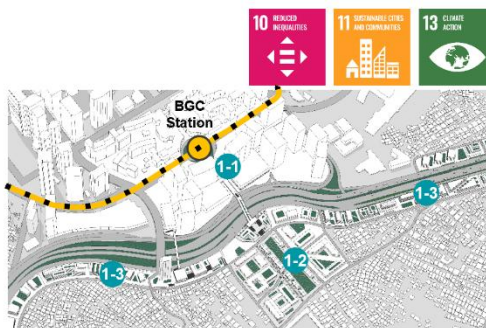 10 REDUCED
INEQUALITIES
11 SUSTAINABLE CITIES
AND COMMUNITIES
13 CLIMATE
ACTION
BGC
Station
1-1
1-3
1-2
1-3